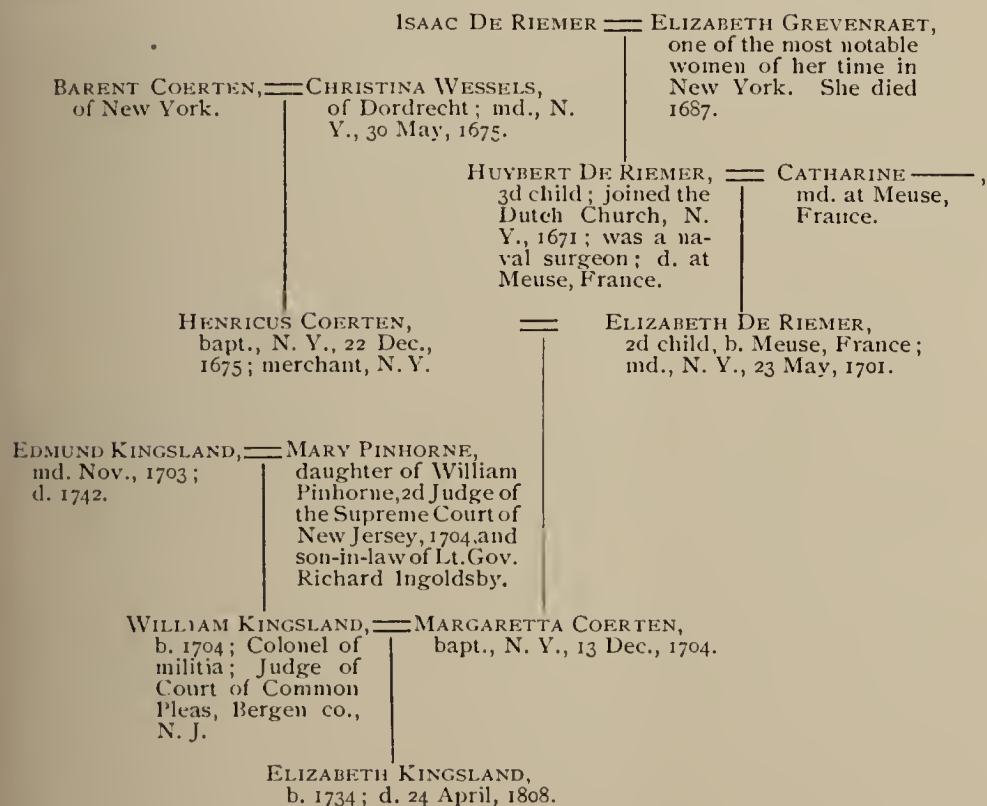 ISAAC DE RIEMER == ELIZABETH GREVENRAET,
one of the most notable
women of her time in
New York. She died
1687.
BARENT COERTEN, == CHRISTINA WESSELS,
of New York.
of Dordrecht; md., N.
Y., 30 May, 1675.
HUYBERT DE RIEMER, == CATHARINE ———,
3d child; joined the
Dutch Church, N.
Y., 1671; was a na-
val surgeon; d. at
Meuse, France.
md. at Meuse,
France.
HENRICUS COERTEN, == ELIZABETH DE RIEMER,
bapt., N. Y., 22 Dec.,
1675; merchant, N. Y.
2d child, b. Meuse, France;
md., N. Y., 23 May, 1701.
EDMUND KINGSLAND, == MARY PINHORNE,
md. Nov., 1703;
d. 1742.
daughter of William
Pinhorne, 2d Judge of
the Supreme Court of
New Jersey, 1704, and
son-in-law of Lt. Gov.
Richard Ingoldsby.
WILLIAM KINGSLAND, == MARGARETTA COERTEN,
b. 1704; Colonel of
militia; Judge of
Court of Common
Pleas, Bergen co.,
N. J.
bapt., N. Y., 13 Dec., 1704.
ELIZABETH KINGSLAND,
b. 1734; d. 24 April, 1808.